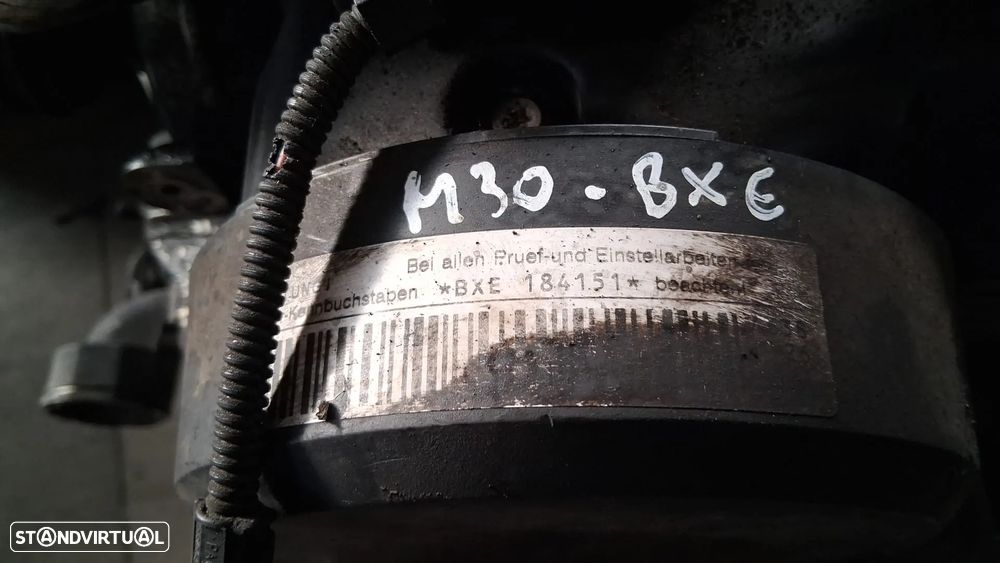 M30-BXE
Bei allen Pruef-und Einstellarbeiten
Kennbuchstaben *BXE 184151* beachten!
STANDVIRTUAL